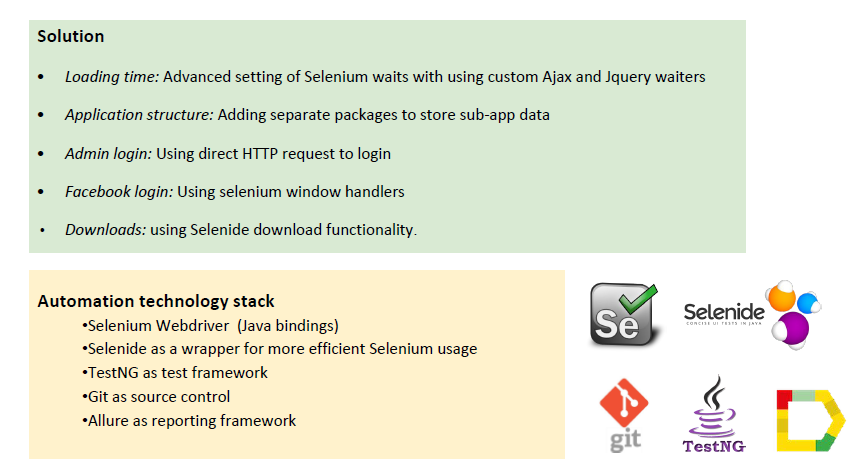 Solution
• Loading time: Advanced setting of Selenium waits with using custom Ajax and Jquery waiters
• Application structure: Adding separate packages to store sub-app data
• Admin login: Using direct HTTP request to login
• Facebook login: Using selenium window handlers
• Downloads: using Selenide download functionality.
Automation technology stack
•Selenium Webdriver (Java bindings)
•Selenide as a wrapper for more efficient Selenium usage
•TestNG as test framework
•Git as source control
•Allure as reporting framework
Se
Selenide
CONCISE UI TESTS IN JAVA
git
TestNG